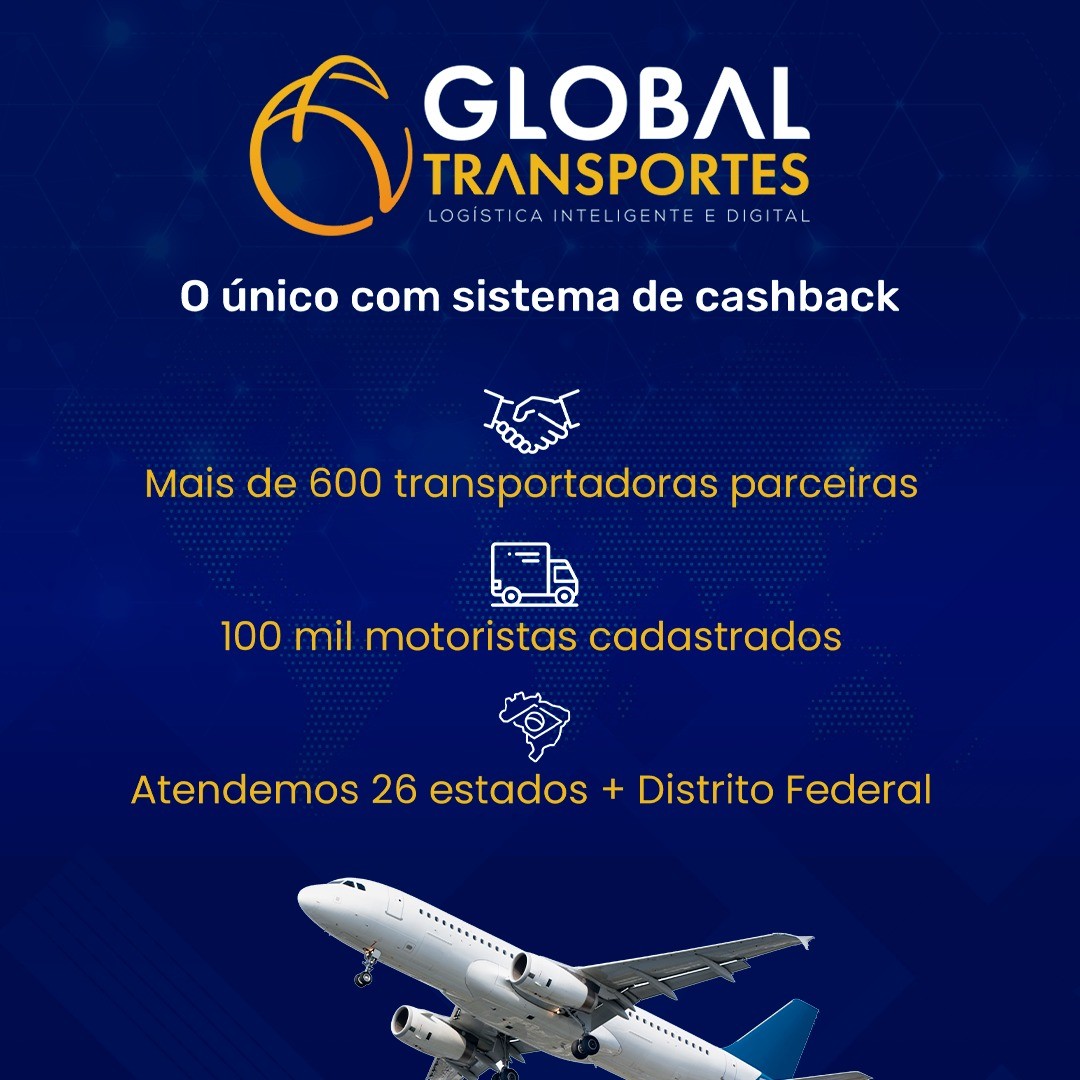 GLOBAL
TRANSPORTES
LOGÍSTICA INTELIGENTE E DIGITAL
O único com sistema de cashback
Mais de 600 transportadoras parceiras
100 mil motoristas cadastrados
Atendemos 26 estados + Distrito Federal